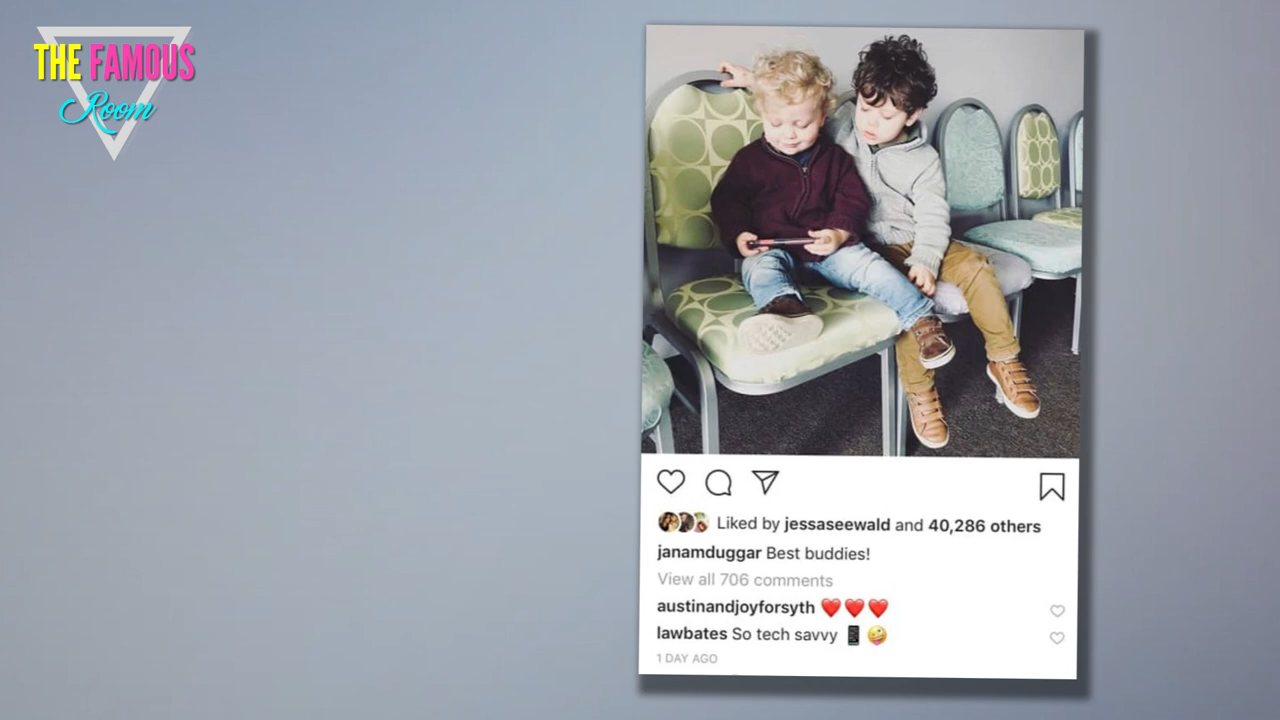 THE FAMOUS
Room
Liked by jessaseewald and 40,286 others
janamduggar Best buddies!
View all 706 comments
austinandjoyforsyth ❤️❤️❤️
lawbates So tech savvy 📱🤪
1 DAY AGO